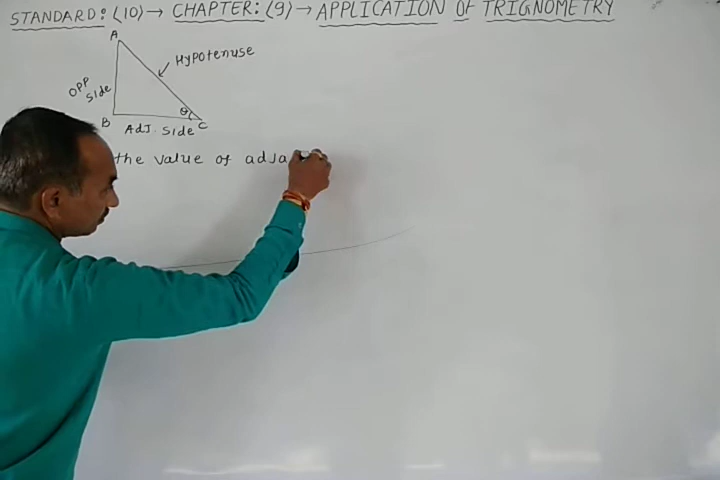 STANDARD: (10) → CHAPTER: (9) → APPLICATION OF TRIGNOMETRY
A
Hypotenuse
OPP side
B
θ
C
ADJ. Side
the value of adja